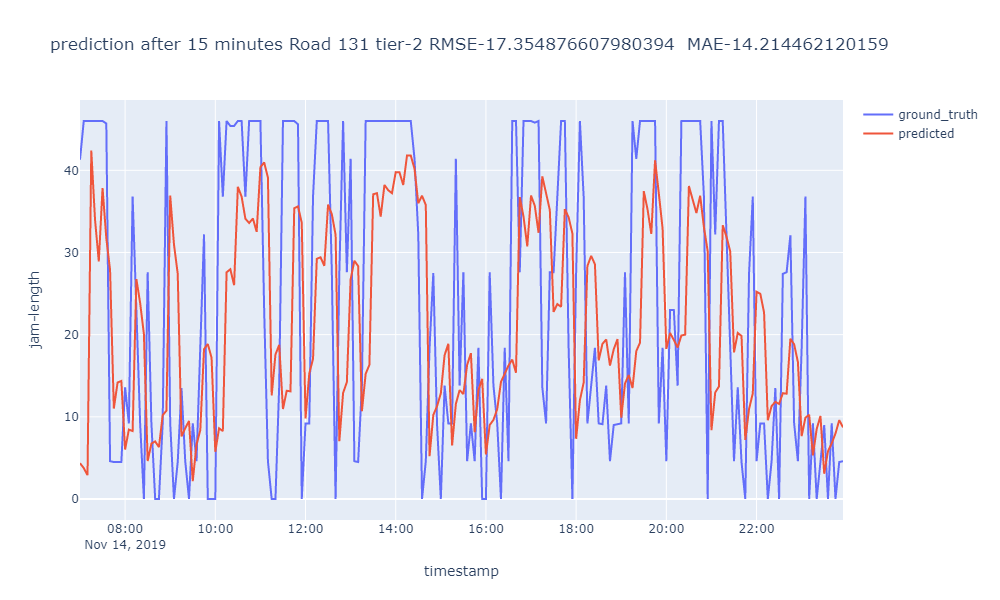 prediction after 15 minutes Road 131 tier-2 RMSE-17.354876607980394  MAE-14.214462120159
ground_truth
predicted
jam-length
40
30
20
10
0
08:00 10:00 12:00 14:00 16:00 18:00 20:00 22:00
Nov 14, 2019
timestamp